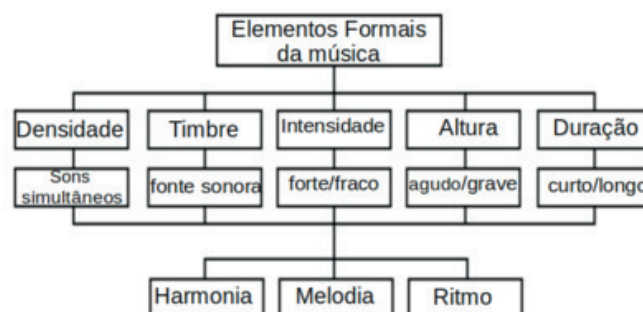 Elementos Formais
da música
Densidade
Timbre
Intensidade
Altura
Duração
Sons
simultâneos
fonte sonora
forte/fraco
agudo/grave
curto/longo
Harmonia
Melodia
Ritmo